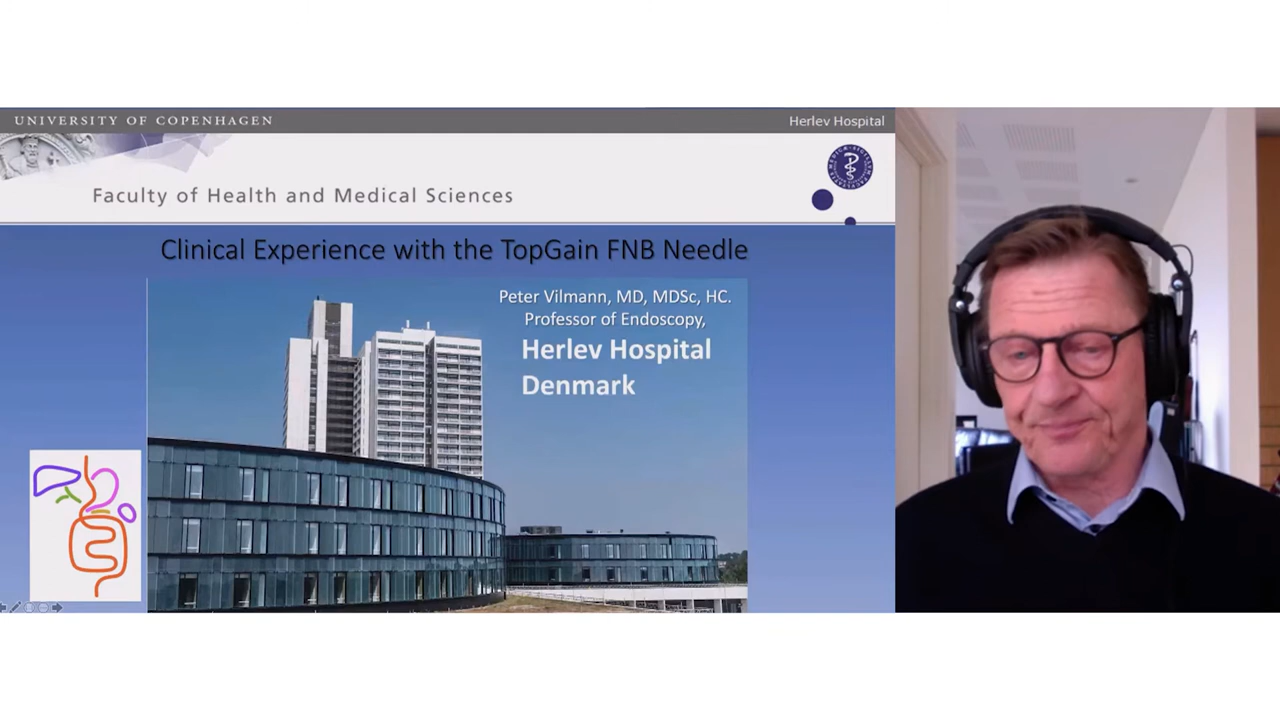 UNIVERSITY OF COPENHAGEN
Herlev Hospital
Faculty of Health and Medical Sciences
Clinical Experience with the TopGain FNB Needle
Peter Vilmann, MD, MDSc, HC.
Professor of Endoscopy,
Herlev Hospital
Denmark